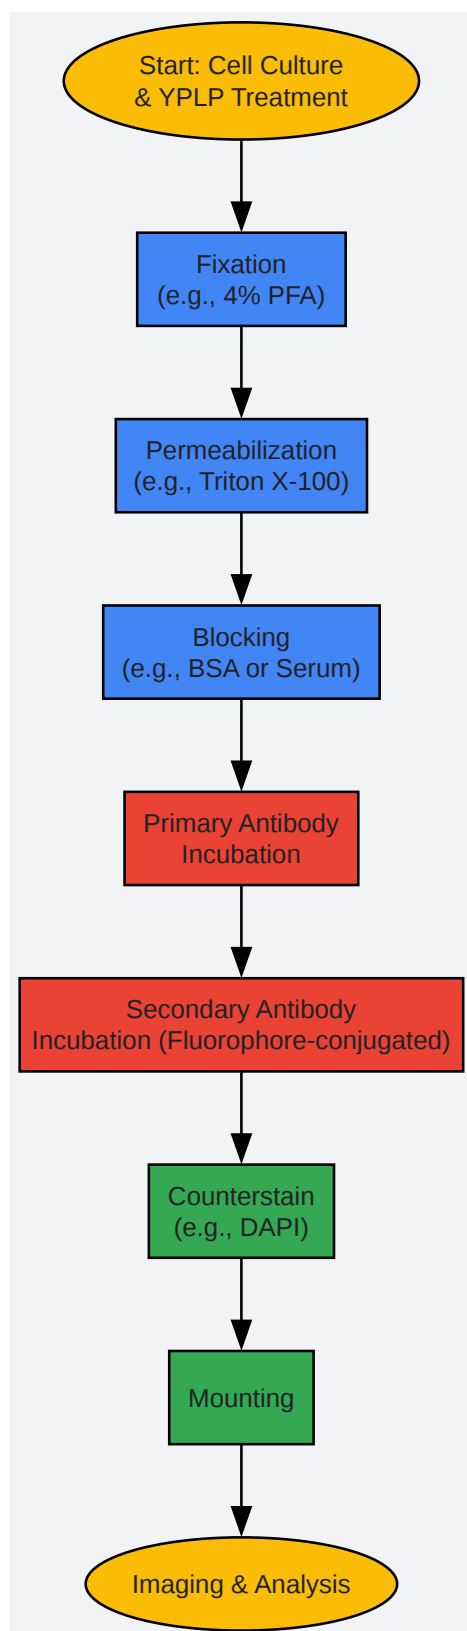 Start: Cell Culture
& YPLP Treatment
Fixation
(e.g., 4% PFA)
Permeabilization
(e.g., Triton X-100)
Blocking
(e.g., BSA or Serum)
Primary Antibody
Incubation
Secondary Antibody
Incubation (Fluorophore-conjugated)
Counterstain
(e.g., DAPI)
Mounting
Imaging & Analysis